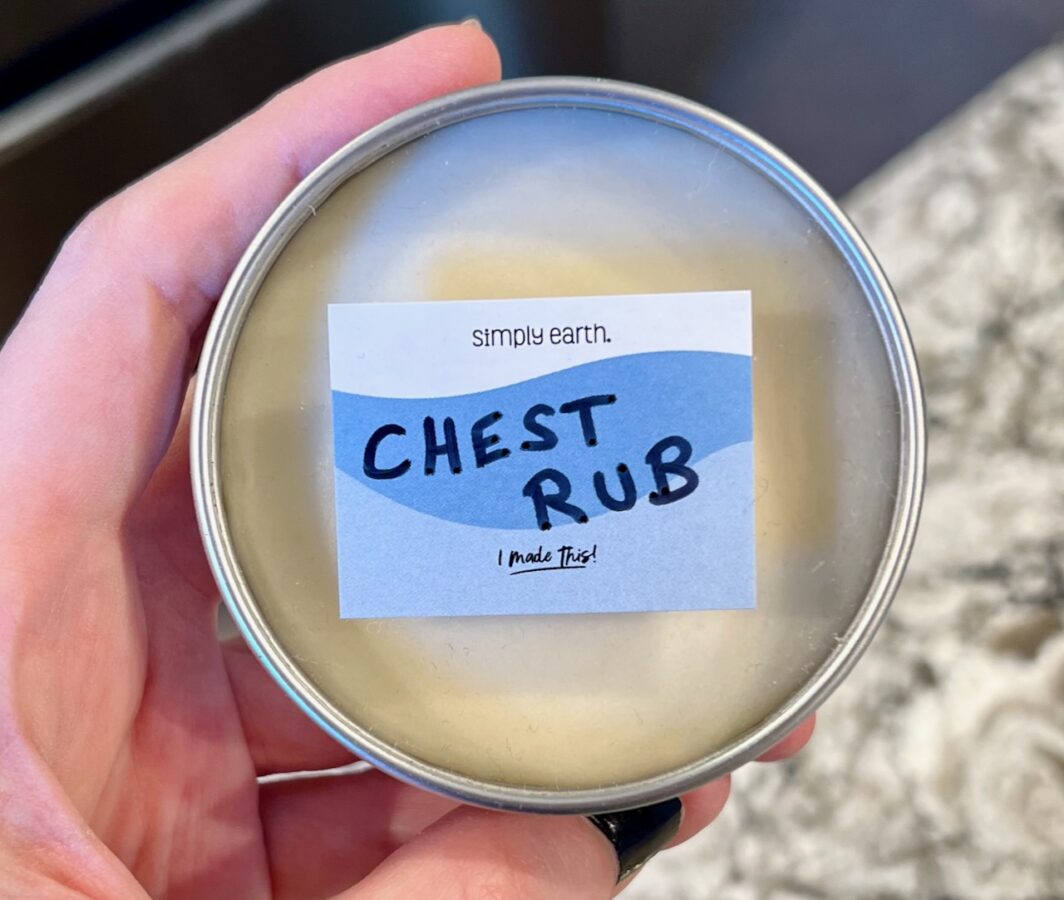 simply earth.
CHEST
RUB
I made this!